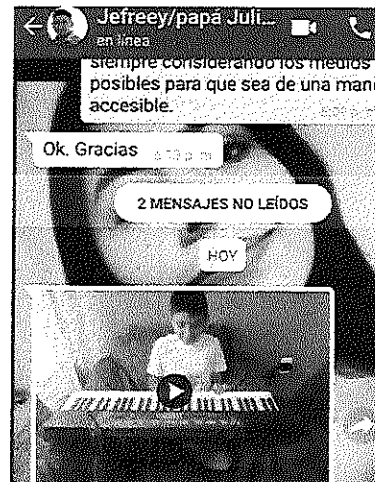 Jefreey/papá Juli...
en línea
siempre considerando los medios
posibles para que sea de una mani
accesible.
Ok. Gracias
2 MENSAJES NO LEÍDOS
HOY